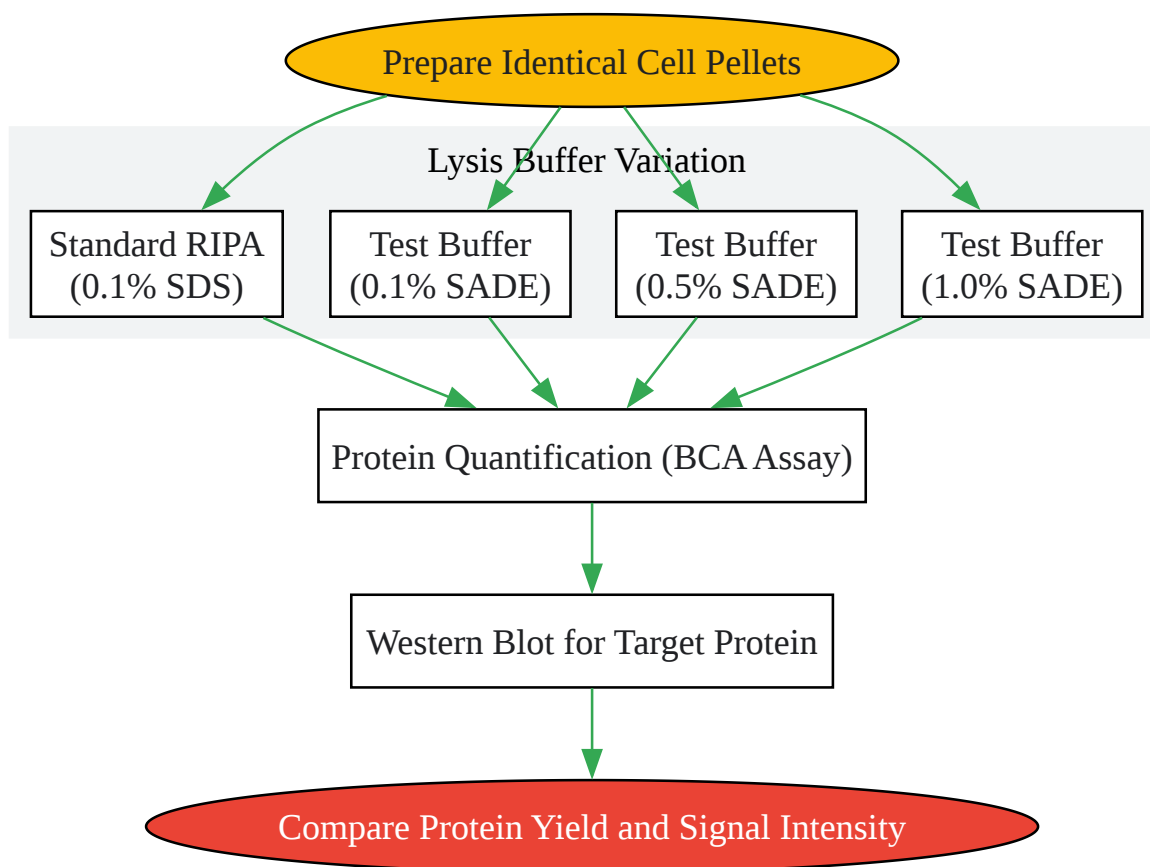 Prepare Identical Cell Pellets
Lysis Buffer Variation
Standard RIPA
(0.1% SDS)
Test Buffer
(0.1% SADE)
Test Buffer
(0.5% SADE)
Test Buffer
(1.0% SADE)
Protein Quantification (BCA Assay)
Western Blot for Target Protein
Compare Protein Yield and Signal Intensity